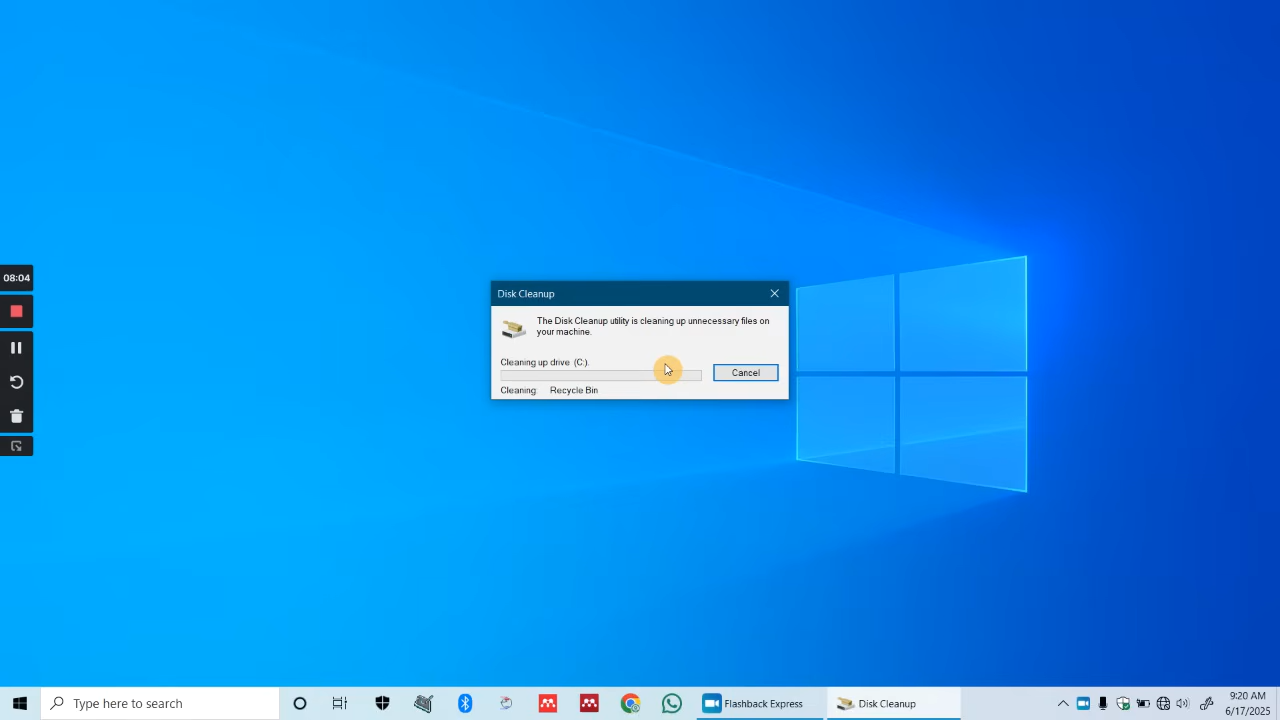 08:04
Disk Cleanup
The Disk Cleanup utility is cleaning up unnecessary files on
your machine.
Cleaning up drive (C:).
Cancel
Cleaning: Recycle Bin
Type here to search
Flashback Express
Disk Cleanup
9:20 AM
6/17/2025